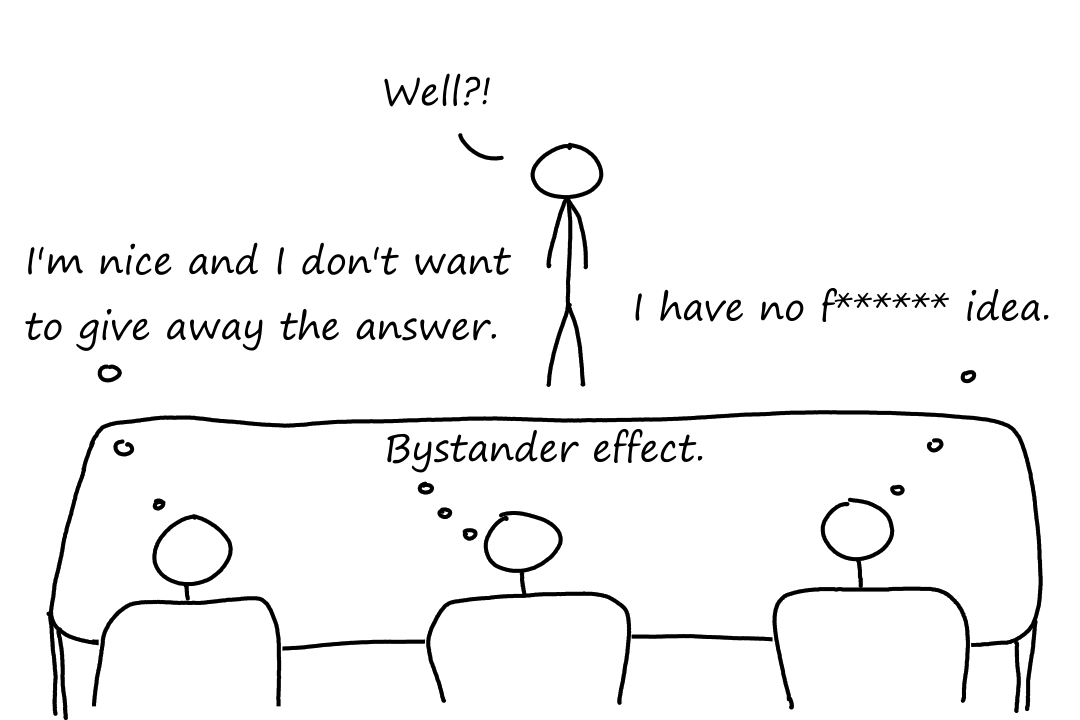 Well?!
I'm nice and I don't want
to give away the answer.
I have no f****** idea.
Bystander effect.